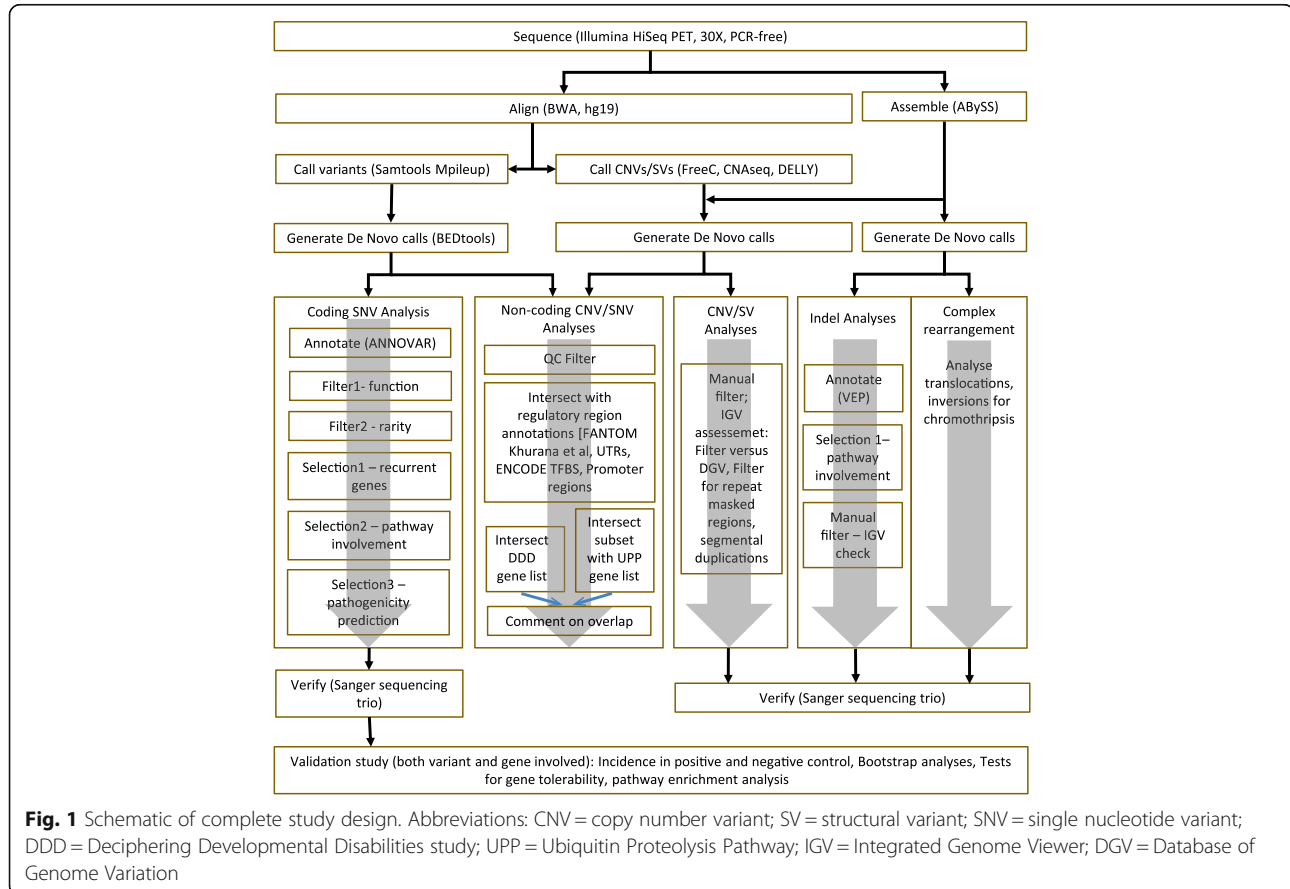 Sequence (Illumina HiSeq PET, 30X, PCR-free)
Align (BWA, hg19)
Assemble (ABySS)
Call variants (Samtools Mpileup)
Call CNVs/SVs (FreeC, CNAseq, DELLY)
Generate De Novo calls (BEDtools)
Generate De Novo calls
Generate De Novo calls
Coding SNV Analysis
Annotate (ANNOVAR)
Filter1- function
Filter2 - rarity
Selection1 – recurrent
genes
Selection2 – pathway
involvement
Selection3 –
pathogenicity
prediction
Non-coding CNV/SNV
Analyses
QC Filter
Intersect with
regulatory region
annotations [FANTOM
Khurana et al, UTRs,
ENCODE TFBS, Promoter
regions
Intersect
DDD
gene list
Intersect
subset
with UPP
gene list
Comment on overlap
CNV/SV
Analyses
Manual
filter;
IGV
assessemet:
Filter versus
DGV, Filter
for repeat
masked
regions,
segmental
duplications
Indel Analyses
Annotate
(VEP)
Selection 1–
pathway
involvement
Manual
filter – IGV
check
Complex
rearrangement
Analyse
translocations,
inversions for
chromothripsis
Verify (Sanger sequencing
trio)
Verify (Sanger sequencing trio)
Validation study (both variant and gene involved): Incidence in positive and negative control, Bootstrap analyses, Tests
for gene tolerability, pathway enrichment analysis
Fig. 1 Schematic of complete study design. Abbreviations: CNV = copy number variant; SV = structural variant; SNV = single nucleotide variant;
DDD = Deciphering Developmental Disabilities study; UPP = Ubiquitin Proteolysis Pathway; IGV = Integrated Genome Viewer; DGV = Database of
Genome Variation